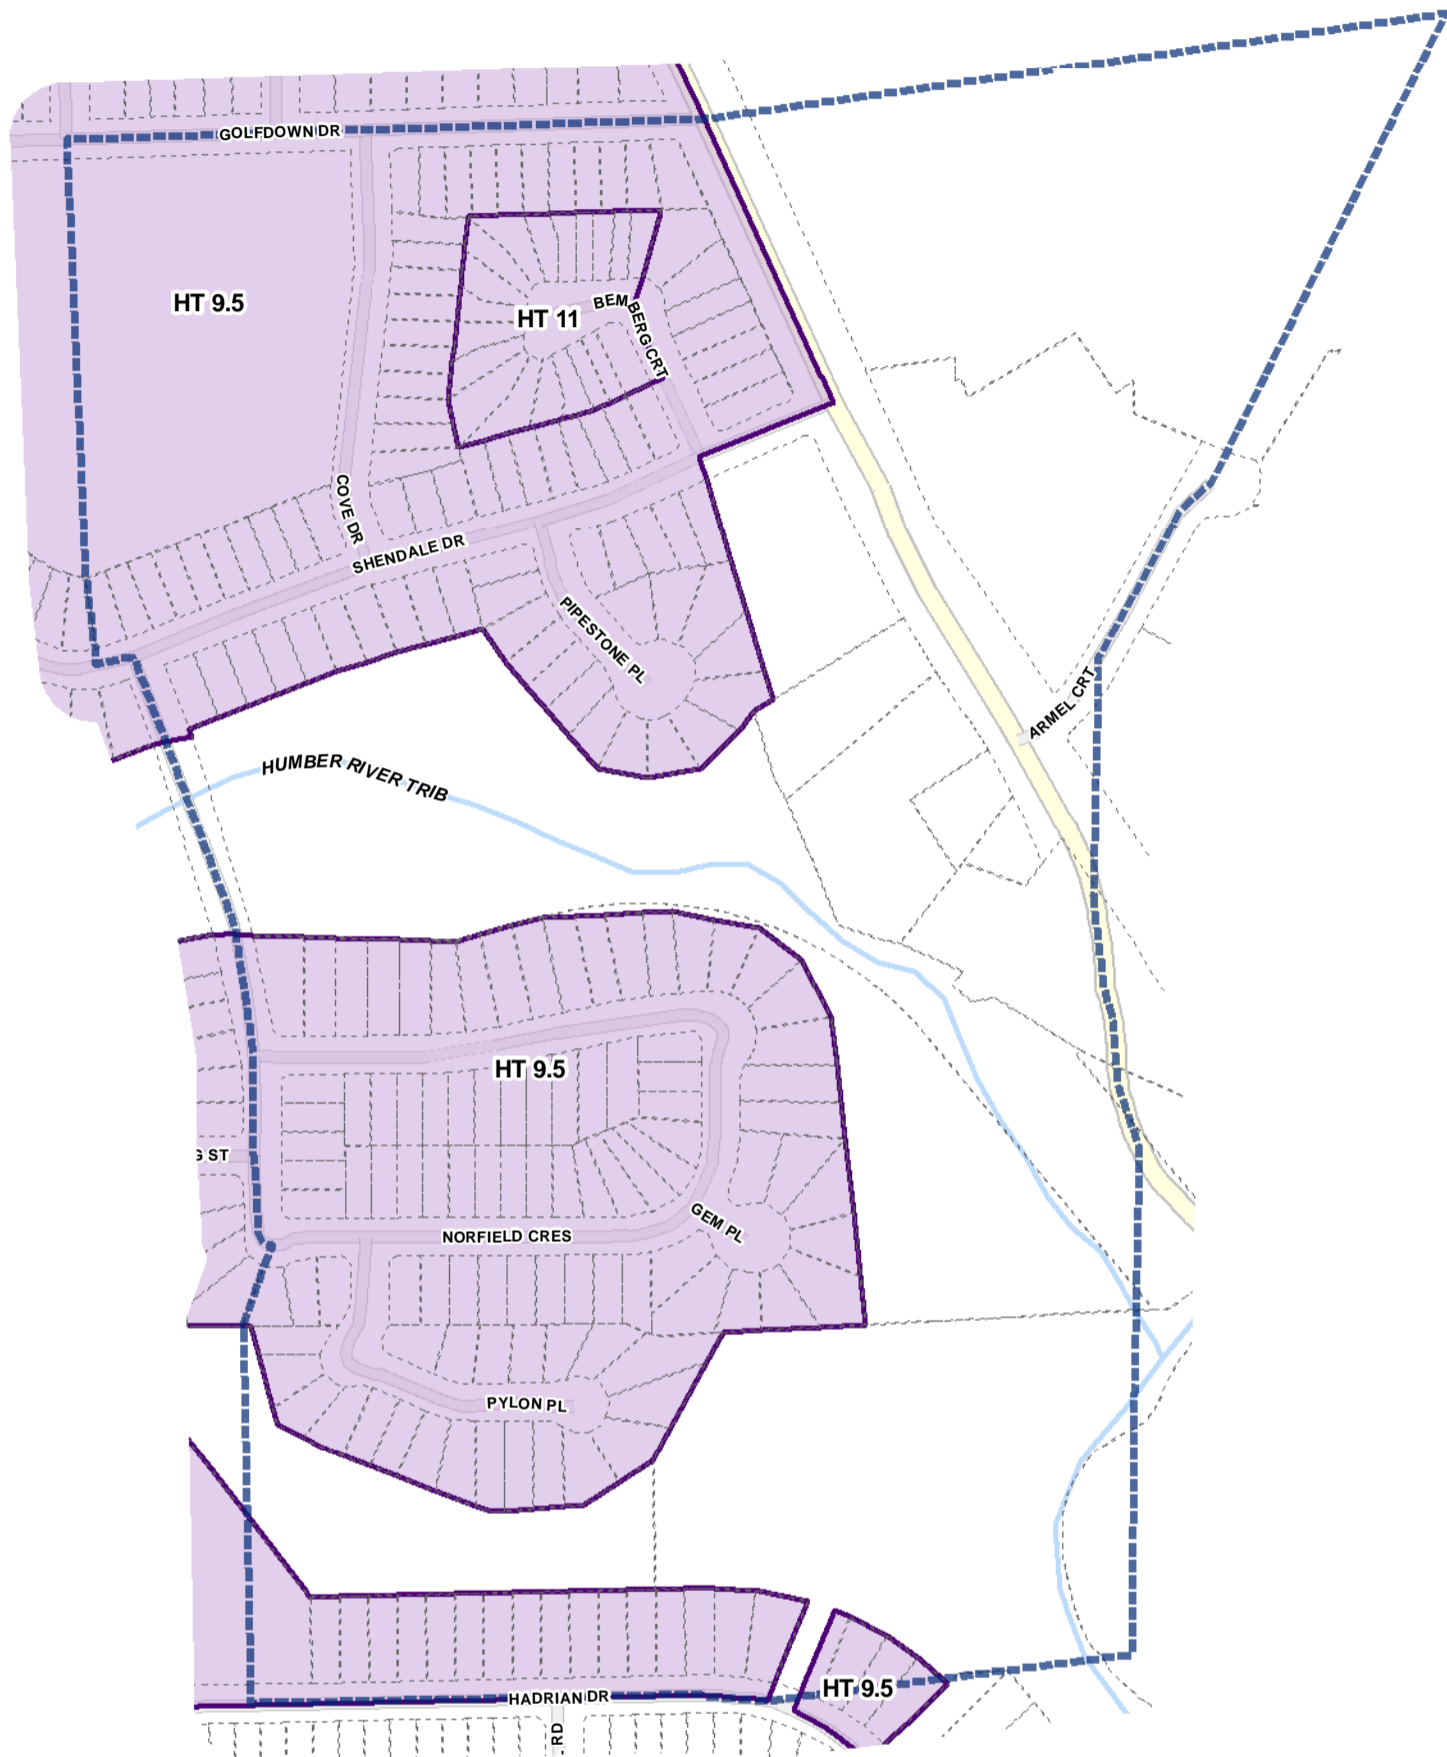 GOLFDOWN DR
HT 9.5
BEMBERG CRT
HT 11
COVE DR
SHENDALE DR
PIPESTONE PL
ARMEL CRT
HUMBER RIVER TRIB
HT 9.5
G ST
GEM PL
NORFIELD CRES
PYLON PL
HT 9.5
HADRIAN DR
RD